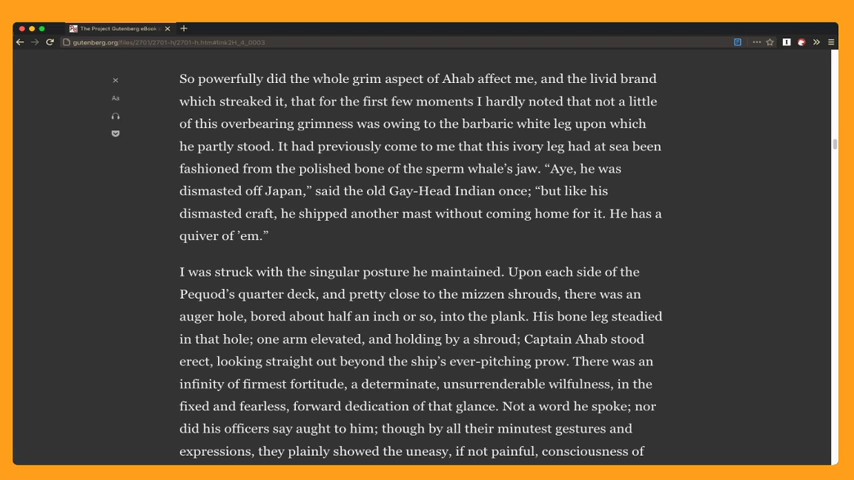 The Project Gutenberg eBook
gutenberg.org/files/2701/2701-h/2701-h.htm#link2H_4_0003
Aa
So powerfully did the whole grim aspect of Ahab affect me, and the livid brand
which streaked it, that for the first few moments I hardly noted that not a little
of this overbearing grimness was owing to the barbaric white leg upon which
he partly stood. It had previously come to me that this ivory leg had at sea been
fashioned from the polished bone of the sperm whale’s jaw. “Aye, he was
dismasted off Japan,” said the old Gay-Head Indian once; “but like his
dismasted craft, he shipped another mast without coming home for it. He has a
quiver of ’em.”
I was struck with the singular posture he maintained. Upon each side of the
Pequod’s quarter deck, and pretty close to the mizzen shrouds, there was an
auger hole, bored about half an inch or so, into the plank. His bone leg steadied
in that hole; one arm elevated, and holding by a shroud; Captain Ahab stood
erect, looking straight out beyond the ship’s ever-pitching prow. There was an
infinity of firmest fortitude, a determinate, unsurrenderable wilfulness, in the
fixed and fearless, forward dedication of that glance. Not a word he spoke; nor
did his officers say aught to him; though by all their minutest gestures and
expressions, they plainly showed the uneasy, if not painful, consciousness of